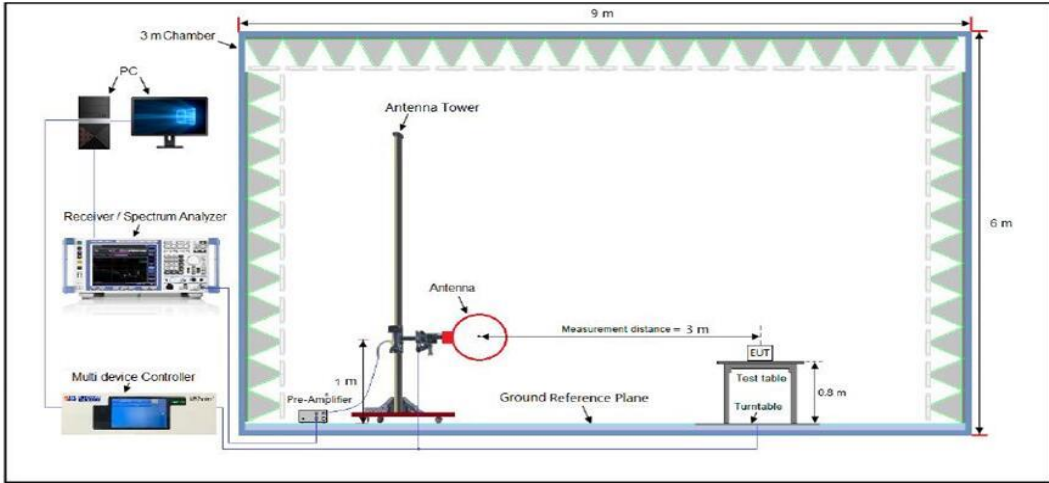 9 m
3 m Chamber
PC
Antenna Tower
Receiver / Spectrum Analyzer
6 m
Antenna
Measurement distance = 3 m
EUT
Multi device Controller
1 m
Pre-Amplifier
Ground Reference Plane
Test table
0.8 m
Turntable